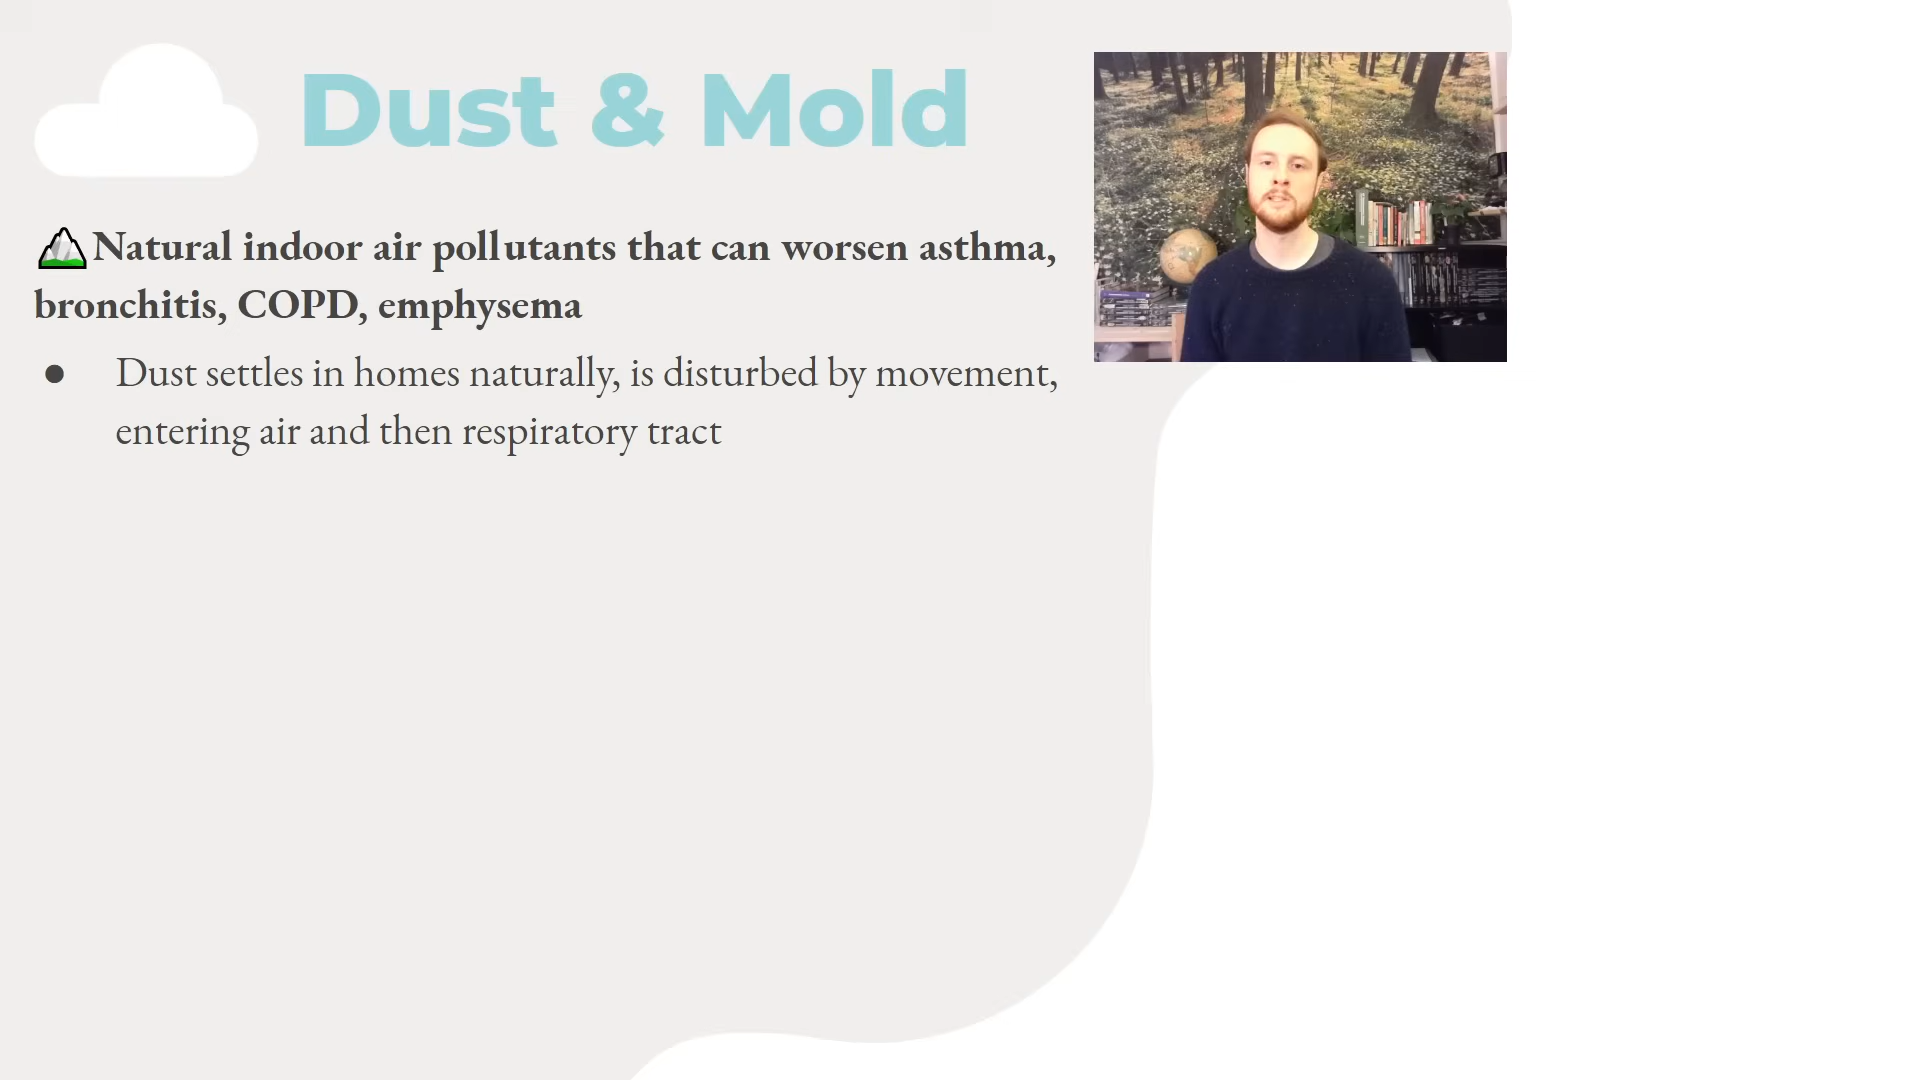 Dust & Mold
Natural indoor air pollutants that can worsen asthma,
bronchitis, COPD, emphysema
● Dust settles in homes naturally, is disturbed by movement,
entering air and then respiratory tract